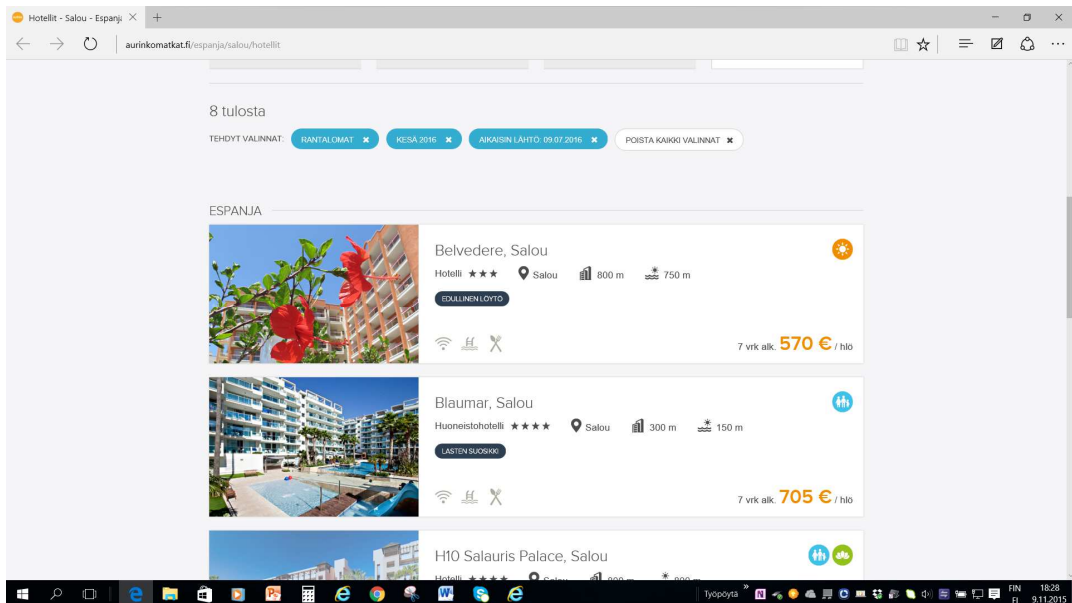 Hotellit - Salou - Espanja
aurinkomatkat.fi/espanja/salou/hotellit
8 tulosta
TEHDYT VALINNAT: RANTALOMAT KESÄ 2016 AIKAISIN LÄHTÖ: 09.07.2016 POISTA KAIKKI VALINNAT
ESPANJA
Belvedere, Salou
Hotelli ★★★ Salou 800 m 750 m
EDULLINEN LÖYTÖ
7 vrk alk. 570 € / hlö
Blaumar, Salou
Huoneistohotelli ★★★★ Salou 300 m 150 m
LASTEN SUOSIKKI
7 vrk alk. 705 € / hlö
H10 Salauris Palace, Salou
Hotelli ★★★★ Salou
Työpöytä FIN 18:28
FI 9.11.2015